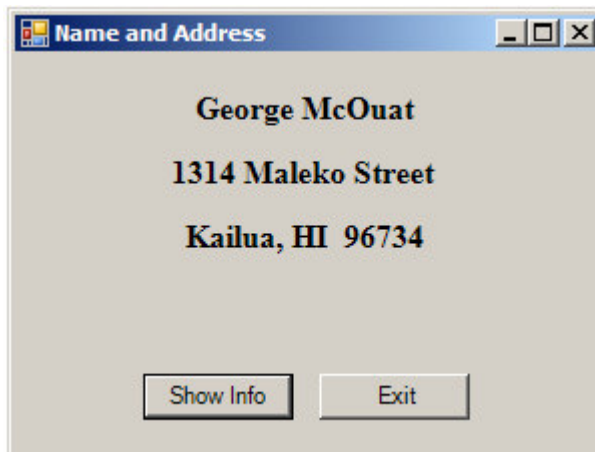 Name and Address
George McOuat
1314 Maleko Street
Kailua, HI  96734
Show Info
Exit